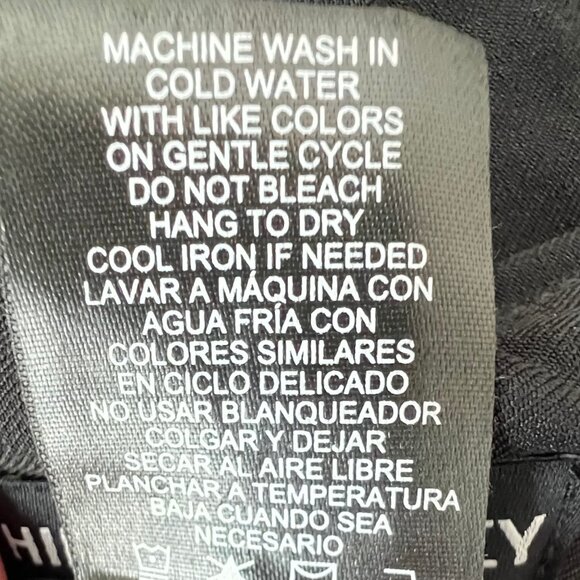 MACHINE WASH IN
COLD WATER
WITH LIKE COLORS
ON GENTLE CYCLE
DO NOT BLEACH
HANG TO DRY
COOL IRON IF NEEDED
LAVAR A MÁQUINA CON
AGUA FRÍA CON
COLORES SIMILARES
EN CICLO DELICADO
NO USAR BLANQUEADOR
COLGAR Y DEJAR
SECAR AL AIRE LIBRE
PLANCHAR A TEMPERATURA
BAJA CUANDO SEA
NECESARIO